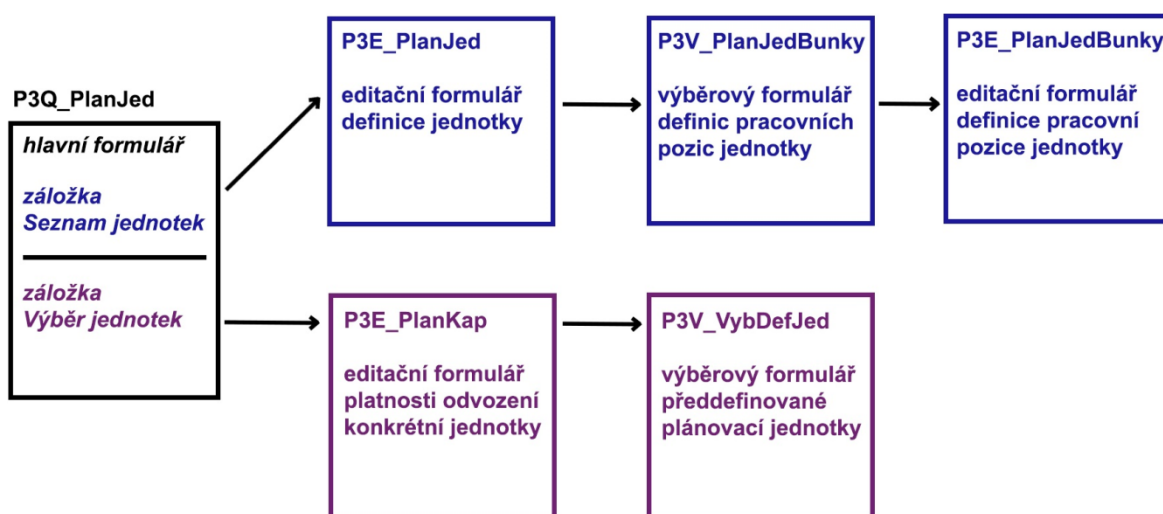 P3Q_PlanJed
hlavní formulář
záložka
Seznam jednotek
záložka
Výběr jednotek
P3E_PlanJed
editační formulář
definice jednotky
P3V_PlanJedBunky
výběrový formulář
definic pracovních
pozic jednotky
P3E_PlanJedBunky
editační formulář
definice pracovní
pozice jednotky
P3E_PlanKap
editační formulář
platnosti odvození
konkrétní jednotky
P3V_VybDefJed
výběrový formulář
předdefinované
plánovací jednotky